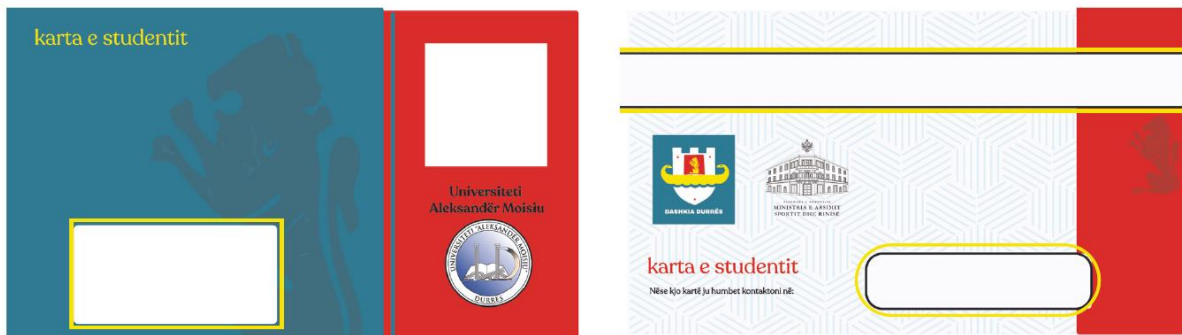 karta e studentit
Universiteti
Aleksandër Moisiu
UNIVERSITETI "ALEKSANDËR MOISIU"
DURRËS
BASHKIA DURRËS
MINISTRIA E ARSIMIT
SPORTIT DHE RINISË
karta e studentit
Nëse kjo kartë ju humbet kontaktoni në: